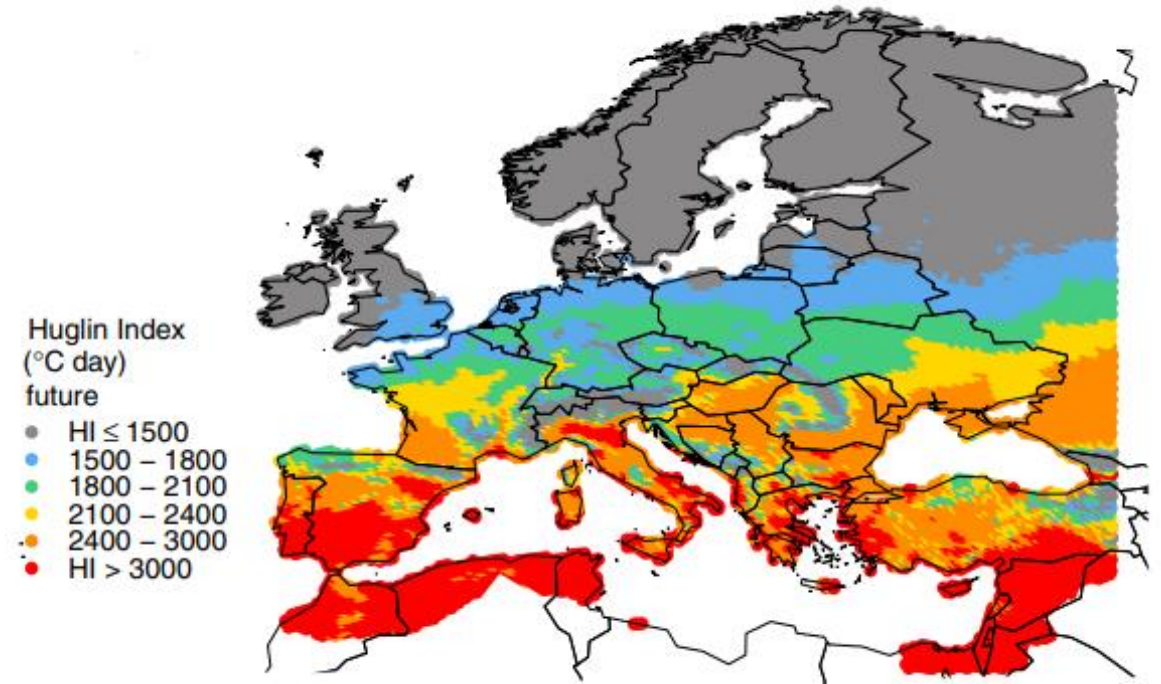 Huglin Index
(°C day)
future
HI ≤ 1500
1500 − 1800
1800 − 2100
2100 − 2400
2400 − 3000
HI > 3000